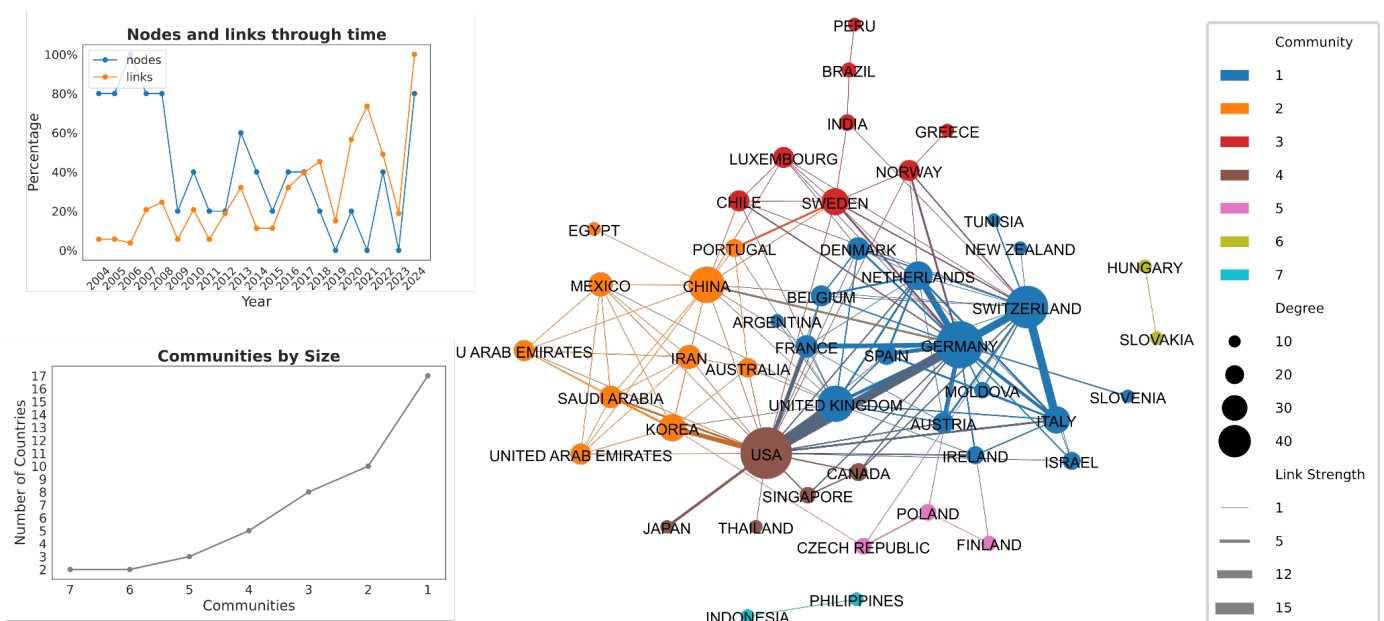 Nodes and links through time
nodes
links
100%
80%
60%
40%
20%
0%
Percentage
2004 2005 2006 2007 2008 2009 2010 2011 2012 2013 2014 2015 2016 2017 2018 2019 2020 2021 2022 2023 2024
Year
Communities by Size
17
16
15
14
13
12
11
10
9
8
7
6
5
4
3
2
Number of Countries
7 6 5 4 3 2 1
Communities
PERU
BRAZIL
INDIA
GREECE
LUXEMBOURG
NORWAY
CHILE
SWEDEN
TUNISIA
EGYPT
PORTUGAL
DENMARK
NEW ZEALAND
HUNGARY
MEXICO
CHINA
NETHERLANDS
BELGIUM
SWITZERLAND
ARGENTINA
SLOVAKIA
U ARAB EMIRATES
IRAN
FRANCE
SPAIN
GERMANY
AUSTRALIA
SAUDI ARABIA
UNITED KINGDOM
MOLDOVA
SLOVENIA
KOREA
AUSTRIA
ITALY
UNITED ARAB EMIRATES
USA
IRELAND
ISRAEL
CANADA
SINGAPORE
JAPAN
THAILAND
POLAND
CZECH REPUBLIC
FINLAND
PHILIPPINES
INDONESIA
Community
1
2
3
4
5
6
7
Degree
10
20
30
40
Link Strength
1
5
12
15